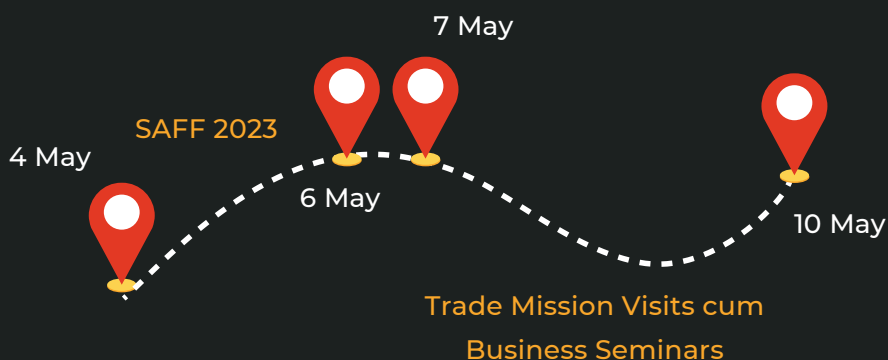 7 May
SAFF 2023
4 May
6 May
10 May
Trade Mission Visits cum
Business Seminars